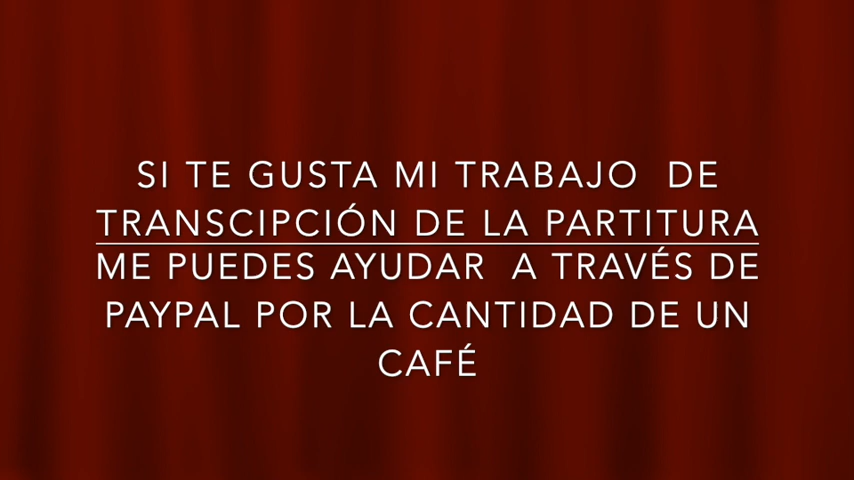 SI TE GUSTA MI TRABAJO DE
TRANSCIPCIÓN DE LA PARTITURA
ME PUEDES AYUDAR A TRAVÉS DE
PAYPAL POR LA CANTIDAD DE UN
CAFÉ